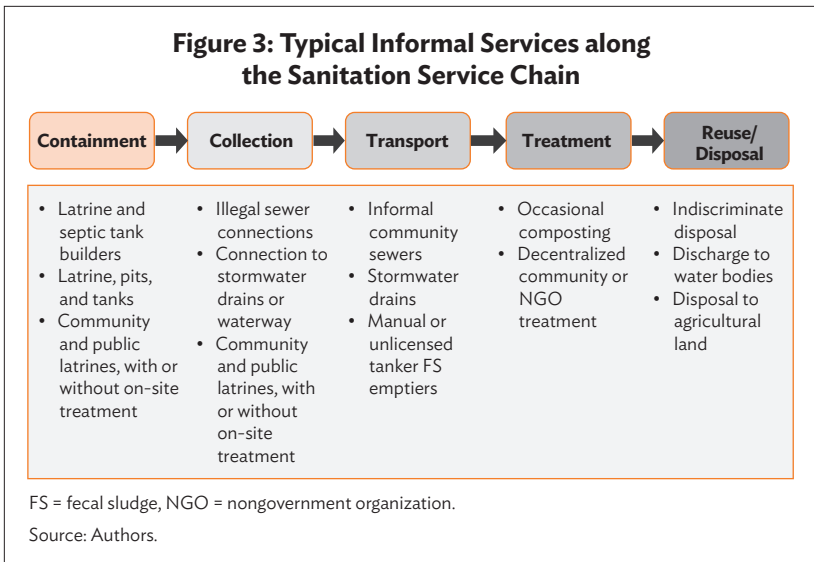 Figure 3: Typical Informal Services along
the Sanitation Service Chain
Containment
Collection
Transport
Treatment
Reuse/
Disposal
• Latrine and
septic tank
builders
• Latrine, pits,
and tanks
• Community
and public
latrines, with or
without on-site
treatment
• Illegal sewer
connections
• Connection to
stormwater
drains or
waterway
• Community
and public
latrines, with
or without
on-site
treatment
• Informal
community
sewers
• Stormwater
drains
• Manual or
unlicensed
tanker FS
emptiers
• Occasional
composting
• Decentralized
community or
NGO
treatment
• Indiscriminate
disposal
• Discharge to
water bodies
• Disposal to
agricultural
land
FS = fecal sludge, NGO = nongovernment organization.
Source: Authors.